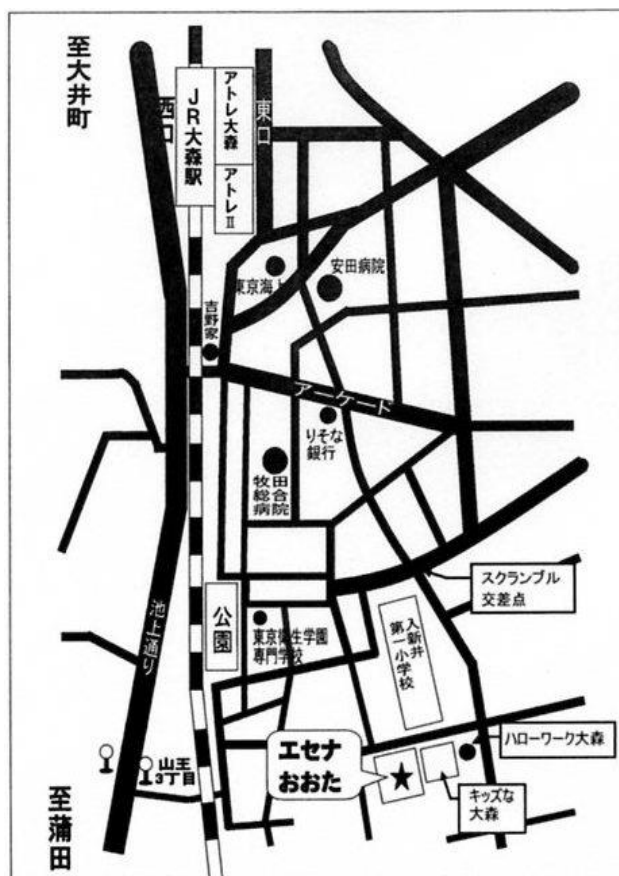 至大井町
西口
JR大森駅
アトレ大森
アトレⅡ
東口
東京海上
安田病院
吉野家
アーケード
りそな
銀行
牧田
総合
病院
スクランブル
交差点
池上通り
公園
東京衛生学園
専門学校
入新井
第一小学校
ハローワーク大森
エセナ
おおた
キッズな
大森
山王
3丁目
至蒲田